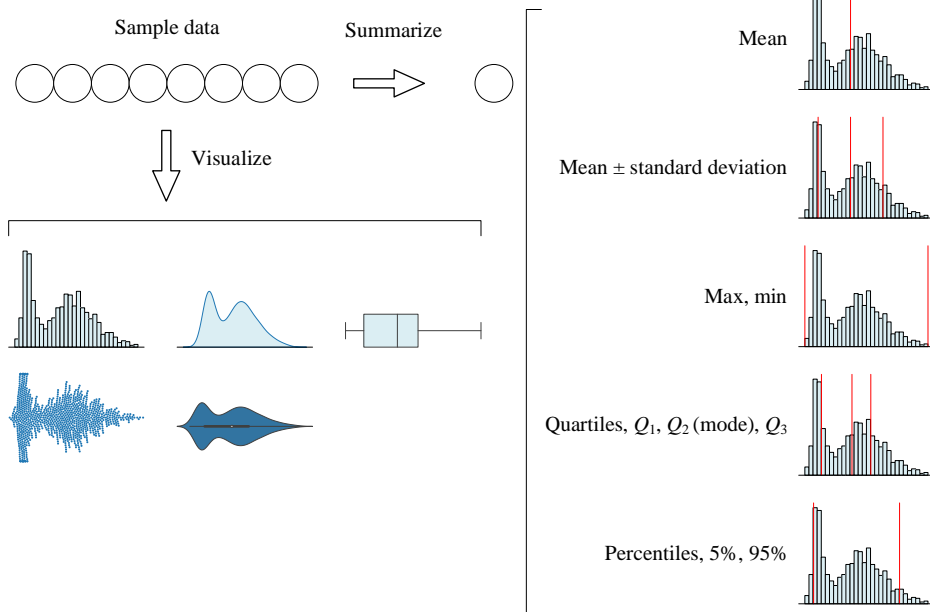 Sample data
Summarize
Visualize
Mean
Mean ± standard deviation
Max, min
Quartiles, Q1, Q2 (mode), Q3
Percentiles, 5%, 95%